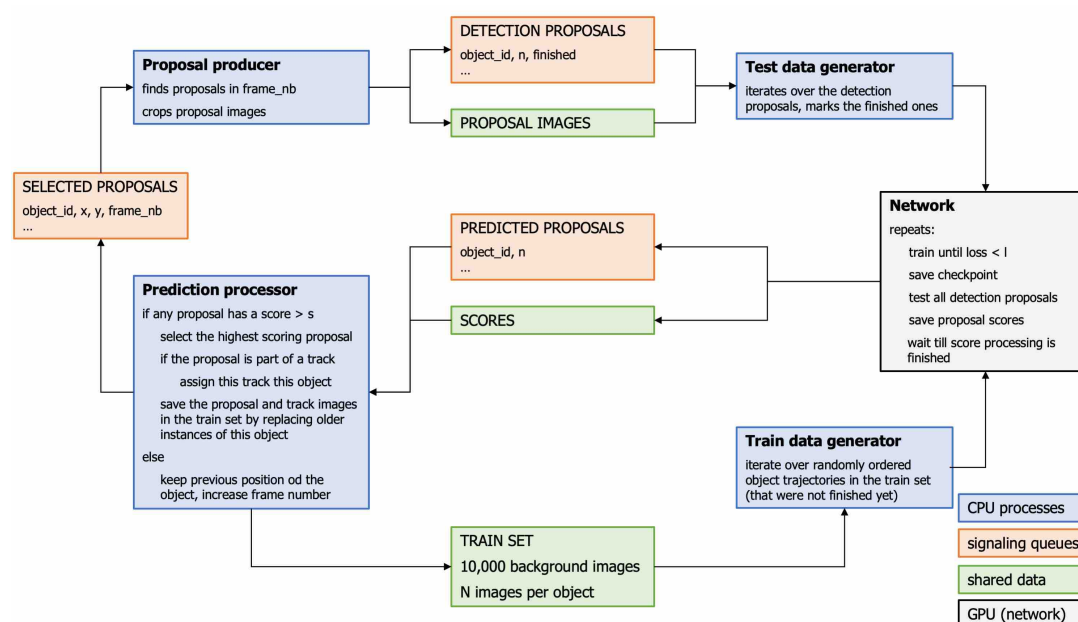 DETECTION PROPOSALS
object_id, n, finished
...
Proposal producer
finds proposals in frame_nb
crops proposal images
Test data generator
iterates over the detection
proposals, marks the finished ones
PROPOSAL IMAGES
SELECTED PROPOSALS
object_id, x, y, frame_nb
...
PREDICTED PROPOSALS
object_id, n
...
Network
repeats:
train until loss < l
save checkpoint
test all detection proposals
save proposal scores
wait till score processing is
finished
Prediction processor
if any proposal has a score > s
select the highest scoring proposal
if the proposal is part of a track
assign this track this object
save the proposal and track images
in the train set by replacing older
instances of this object
else
keep previous position od the
object, increase frame number
SCORES
Train data generator
iterate over randomly ordered
object trajectories in the train set
(that were not finished yet)
TRAIN SET
10,000 background images
N images per object
CPU processes
signaling queues
shared data
GPU (network)